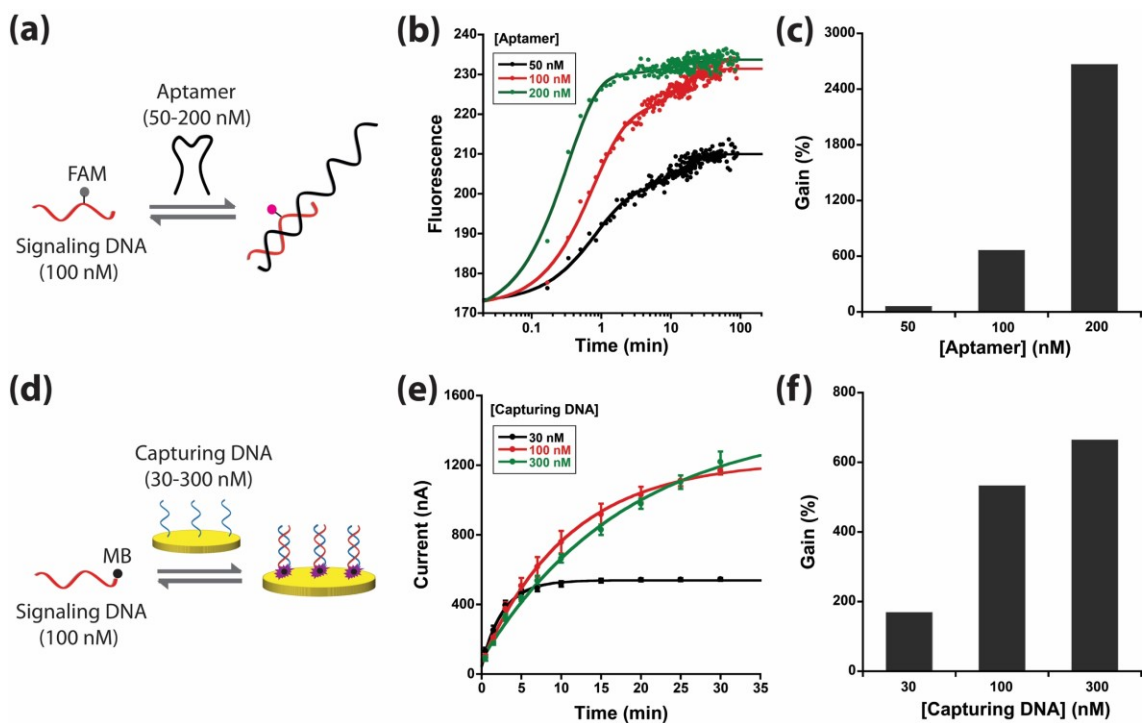 (a)
Aptamer
(50-200 nM)
FAM
Signaling DNA
(100 nM)
(b)
[Aptamer]
50 nM
100 nM
200 nM
240
230
220
210
200
190
180
170
Fluorescence
0.1 1 10 100
Time (min)
(c)
3000
2400
1800
1200
600
0
Gain (%)
50 100 200
[Aptamer] (nM)
(d)
Capturing DNA
(30-300 nM)
MB
Signaling DNA
(100 nM)
(e)
[Capturing DNA]
30 nM
100 nM
300 nM
1600
1200
800
400
0
Current (nA)
0 5 10 15 20 25 30 35
Time (min)
(f)
800
600
400
200
0
Gain (%)
30 100 300
[Capturing DNA] (nM)